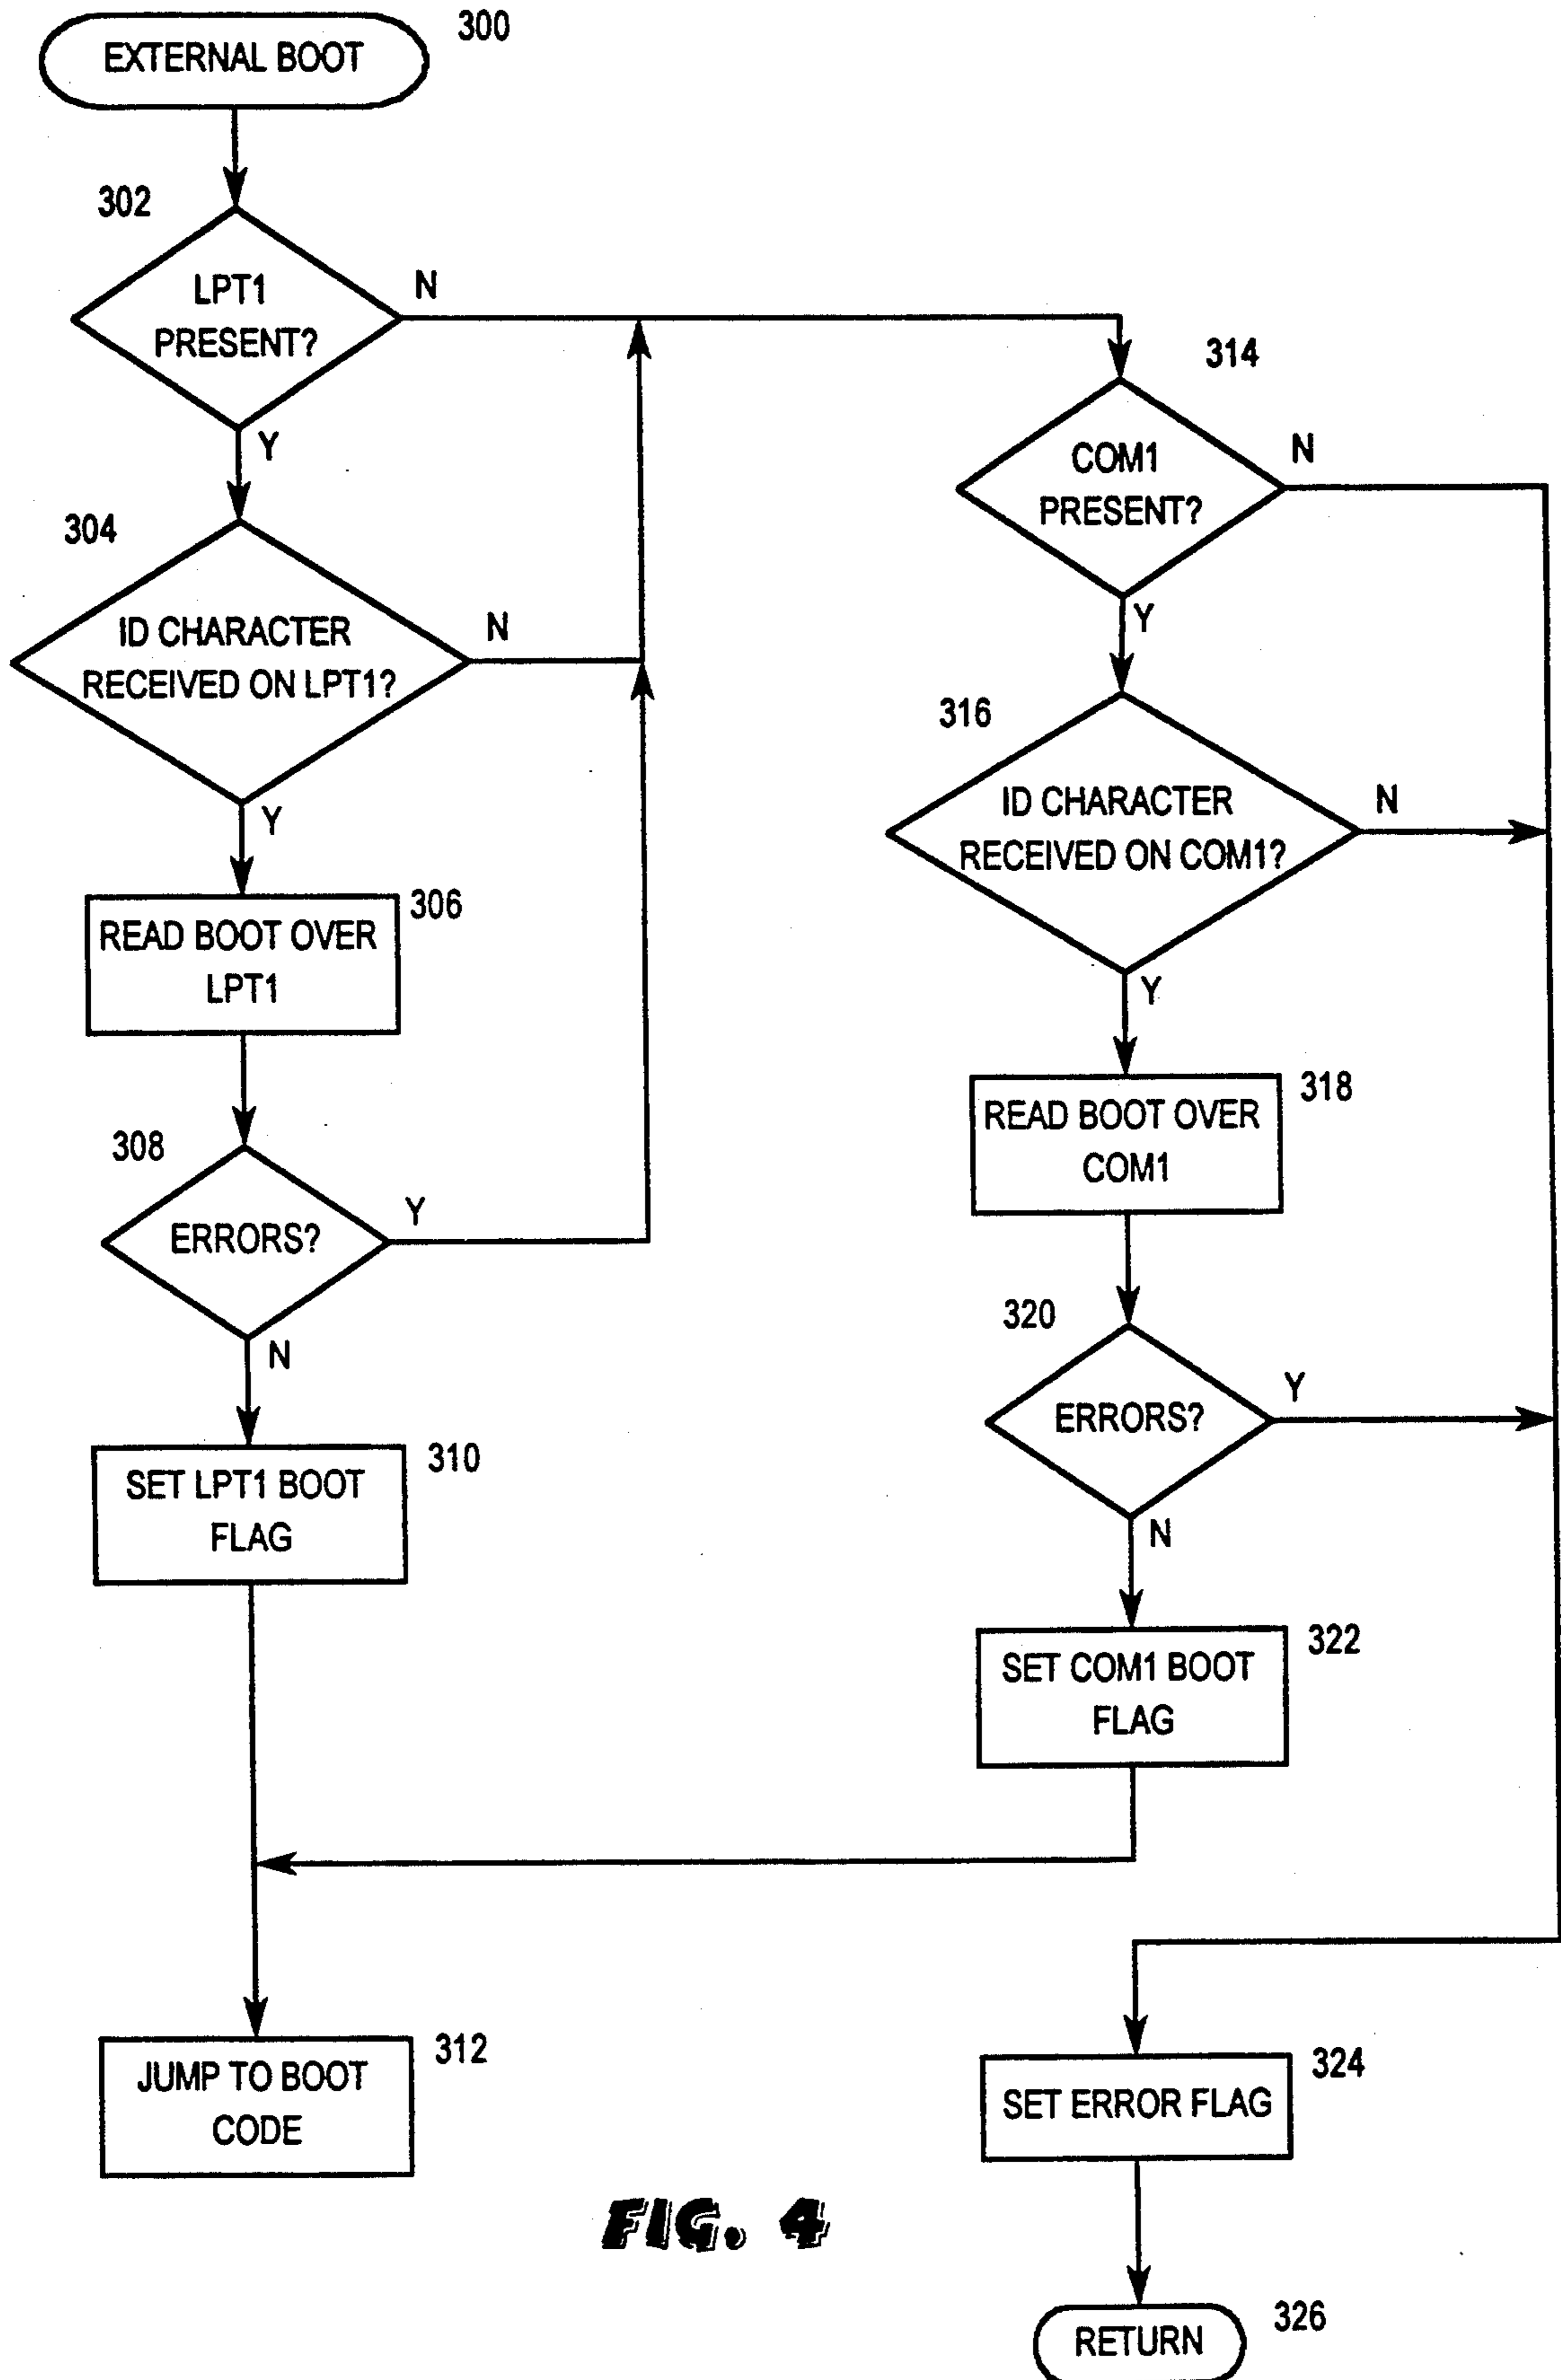 EXTERNAL BOOT
300
302
LPT1
PRESENT?
N
Y
304
ID CHARACTER
RECEIVED ON LPT1?
N
Y
306
READ BOOT OVER
LPT1
308
ERRORS?
Y
N
310
SET LPT1 BOOT
FLAG
312
JUMP TO BOOT
CODE
314
COM1
PRESENT?
N
Y
316
ID CHARACTER
RECEIVED ON COM1?
N
Y
318
READ BOOT OVER
COM1
320
ERRORS?
Y
N
322
SET COM1 BOOT
FLAG
324
SET ERROR FLAG
326
RETURN
FIG. 4